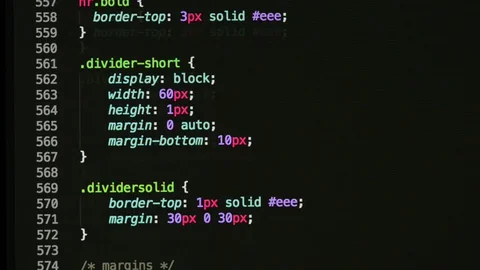 557 hr.bold {
558 border-top: 3px solid #eee;
559 }
560
561 .divider-short {
562 display: block;
563 width: 60px;
564 height: 1px;
565 margin: 0 auto;
566 margin-bottom: 10px;
567 }
568
569 .dividersolid {
570 border-top: 1px solid #eee;
571 margin: 30px 0 30px;
572 }
573
574 /* margins */